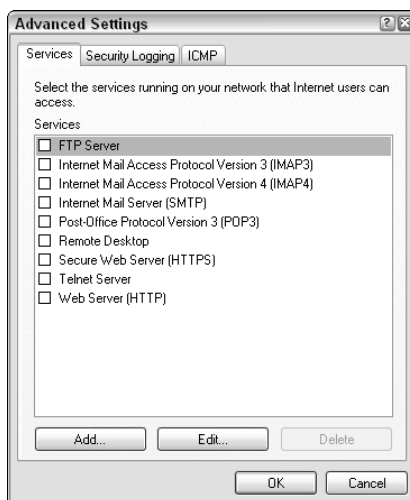 Advanced Settings
Services Security Logging ICMP
Select the services running on your network that Internet users can
access.
Services
FTP Server
Internet Mail Access Protocol Version 3 (IMAP3)
Internet Mail Access Protocol Version 4 (IMAP4)
Internet Mail Server (SMTP)
Post-Office Protocol Version 3 (POP3)
Remote Desktop
Secure Web Server (HTTPS)
Telnet Server
Web Server (HTTP)
Add... Edit... Delete
OK Cancel